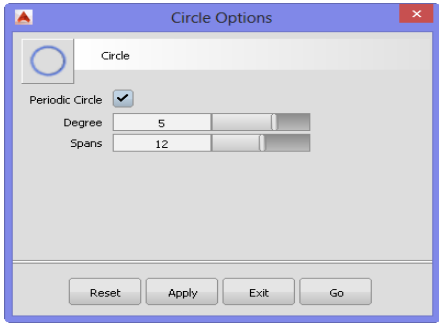 Circle Options
Circle
Periodic Circle
Degree 5
Spans 12
Reset Apply Exit Go